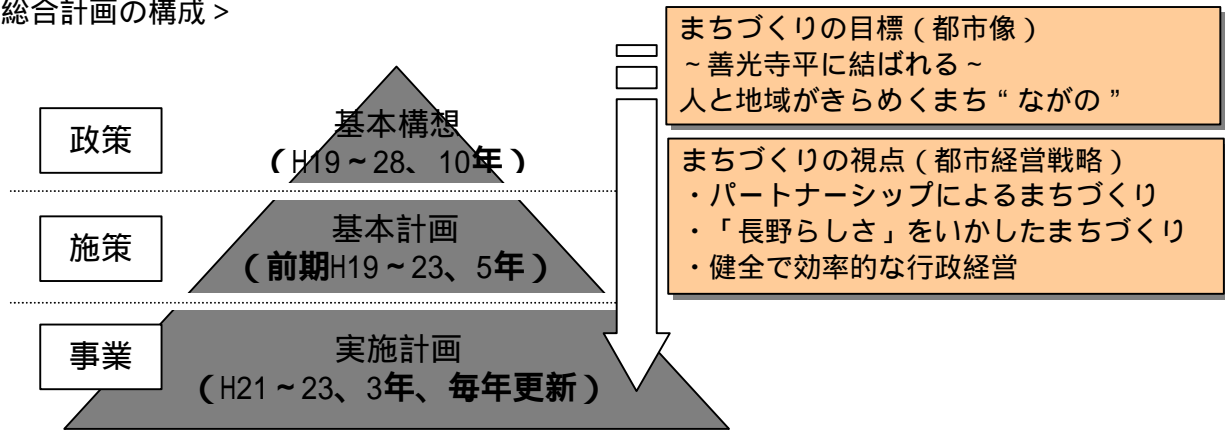 総合計画の構成＞
政策
基本構想
（H19～28、10年）
施策
基本計画
（前期H19～23、5年）
事業
実施計画
（H21～23、3年、毎年更新）
まちづくりの目標（都市像）
～善光寺平に結ばれる～
人と地域がきらめくまち“ながの”
まちづくりの視点（都市経営戦略）
・パートナーシップによるまちづくり
・「長野らしさ」をいかしたまちづくり
・健全で効率的な行政経営